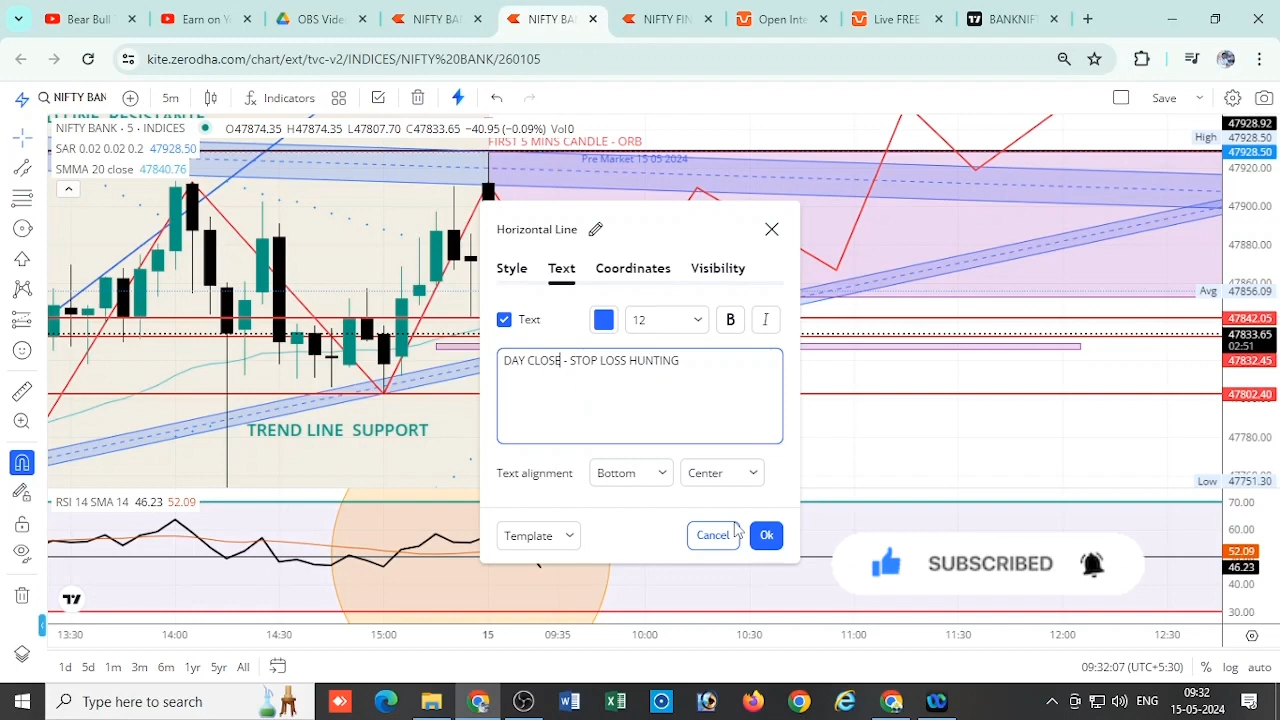 Bear Bull
Earn on Y
OBS Video
NIFTY BA
NIFTY BA
NIFTY FIN
Open Inte
Live FREE
BANKNIFT
kite.zerodha.com/chart/ext/tvc-v2/INDICES/NIFTY%20BANK/260105
NIFTY BAN
5m
Indicators
Save
LINE RESISTANCE
NIFTY BANK · 5 · INDICES
O47874.35 H47874.35 L47807.70 C47833.65 −40.95 (−0.09%) Vol0
SAR 0.02 0.02 0.2 47928.50
SMMA 20 close 47840.76
FIRST 5 MINS CANDLE - ORB
Pre Market 15 05 2024
47928.92
High 47928.50
47928.50
47920.00
47900.00
47880.00
47860.00
Avg 47856.09
47842.05
47833.65
02:51
47832.45
47802.40
47780.00
47760.00
Low 47751.30
Horizontal Line
Style Text Coordinates Visibility
Text
12
B
I
DAY CLOSE - STOP LOSS HUNTING
Text alignment Bottom Center
Template Cancel Ok
TREND LINE SUPPORT
RSI 14 SMA 14 46.23 52.09
70.00
60.00
52.09
46.23
40.00
30.00
SUBSCRIBED
13:30 14:00 14:30 15:00 15 09:35 10:00 10:30 11:00 11:30 12:00 12:30
1d 5d 1m 3m 6m 1yr 5yr All
09:32:07 (UTC+5:30) % log auto
Type here to search
ENG
09:32
15-05-2024